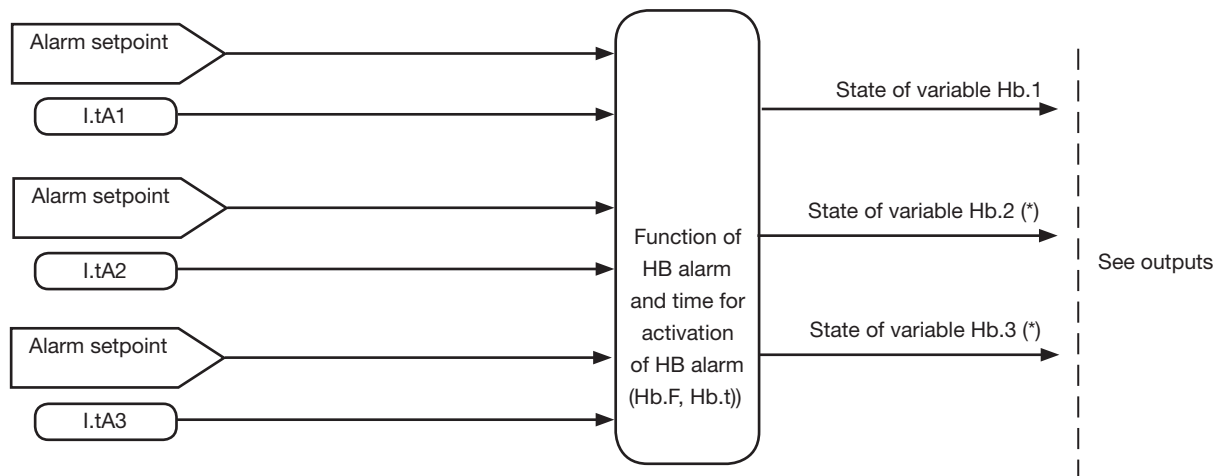 Alarm setpoint
I.tA1
Alarm setpoint
I.tA2
Alarm setpoint
I.tA3
Function of
HB alarm
and time for
activation
of HB alarm
(Hb.F, Hb.t))
State of variable Hb.1
State of variable Hb.2 (*)
State of variable Hb.3 (*)
See outputs